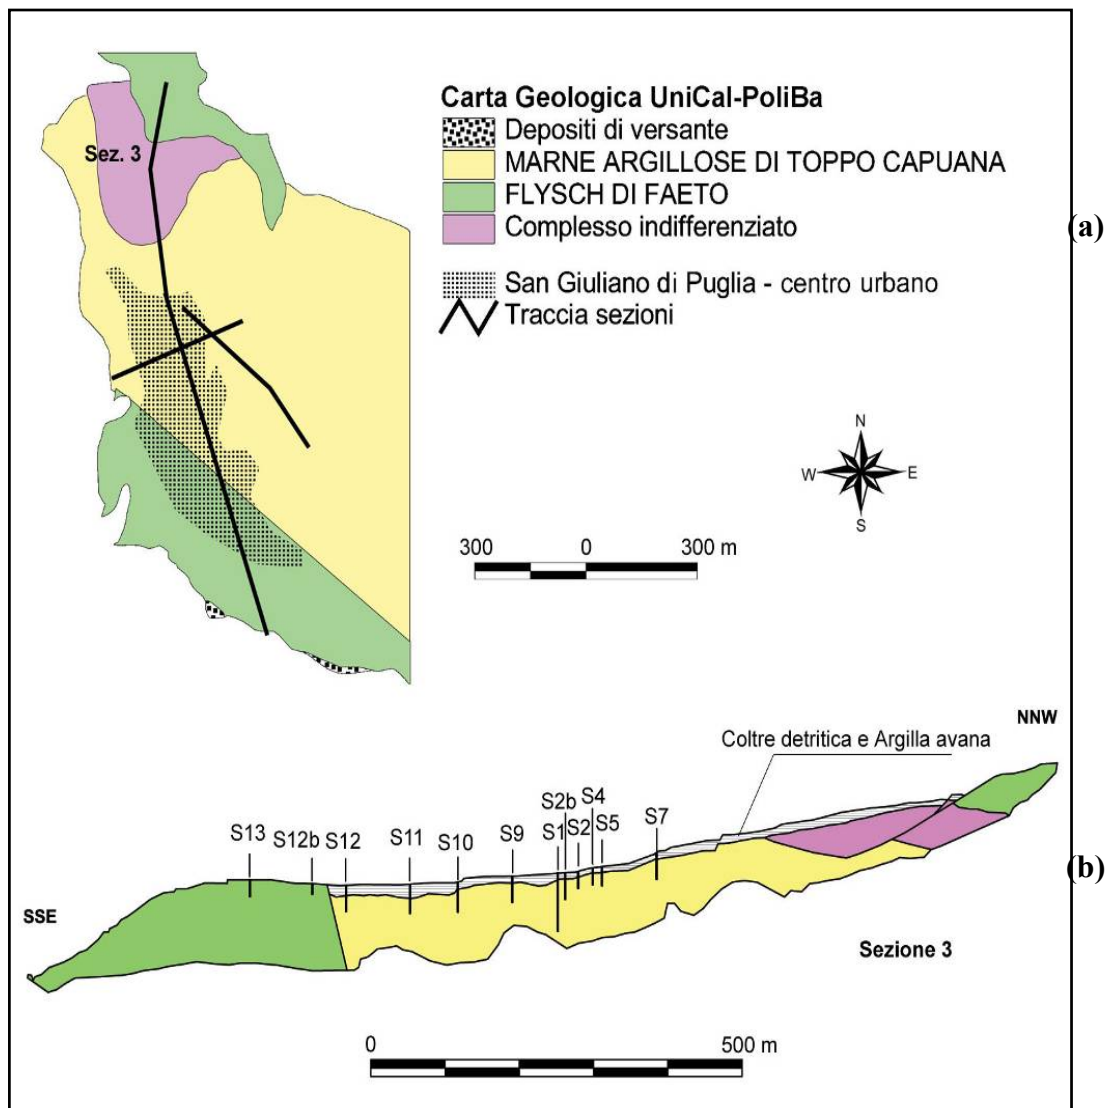 Carta Geologica UniCal-PoliBa
Depositi di versante
MARNE ARGILLOSE DI TOPPO CAPUANA
FLYSCH DI FAETO
Complesso indifferenziato
San Giuliano di Puglia - centro urbano
Traccia sezioni
Sez. 3
(a)
N
W
E
S
300 0 300 m
NNW
Coltre detritica e Argilla avana
S13
S12b
S12
S11
S10
S9
S1
S2b
S2
S4
S5
S7
(b)
SSE
Sezione 3
0 500 m